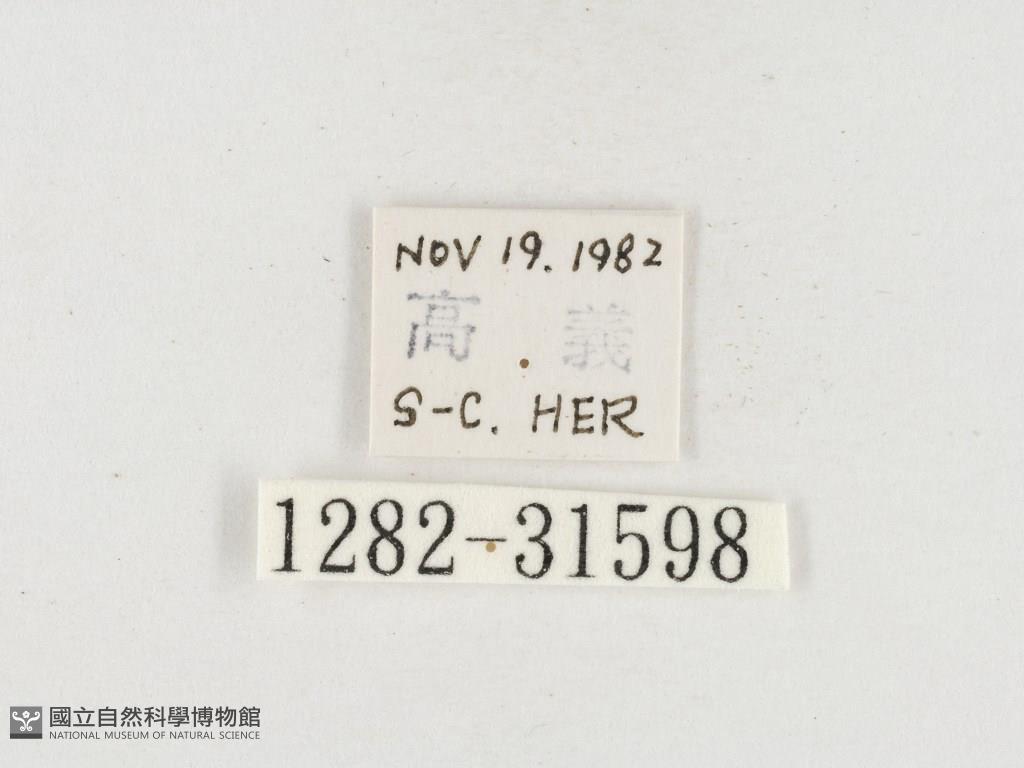 NOV 19. 1982
高 義
S-C. HER
1282-31598
國立自然科學博物館
NATIONAL MUSEUM OF NATURAL SCIENCE